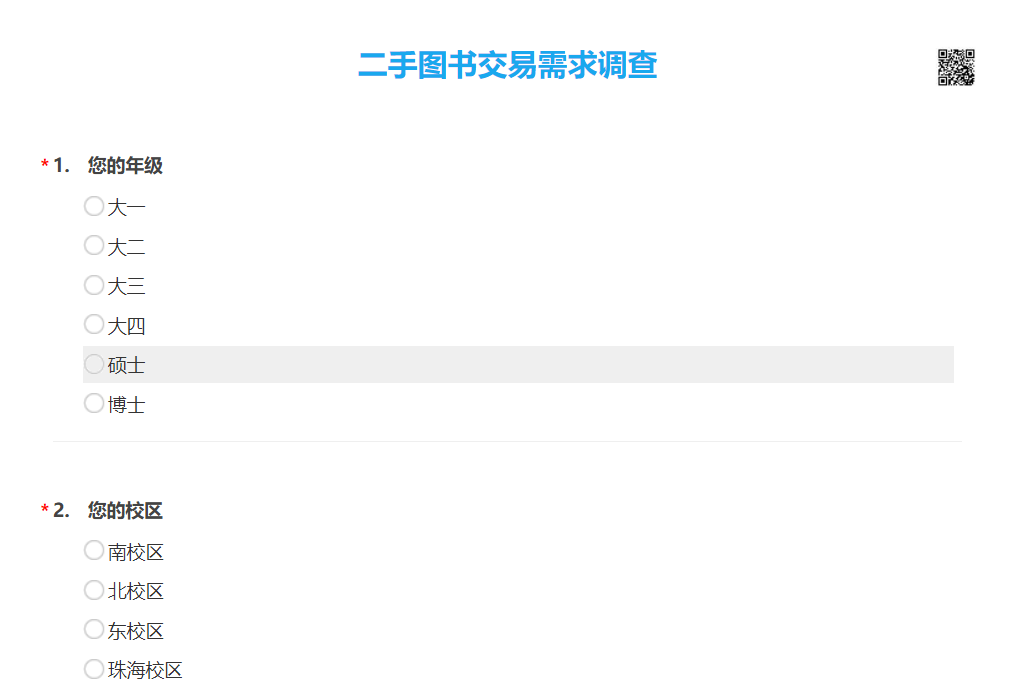 二手图书交易需求调查
* 1. 您的年级
大一
大二
大三
大四
硕士
博士
* 2. 您的校区
南校区
北校区
东校区
珠海校区